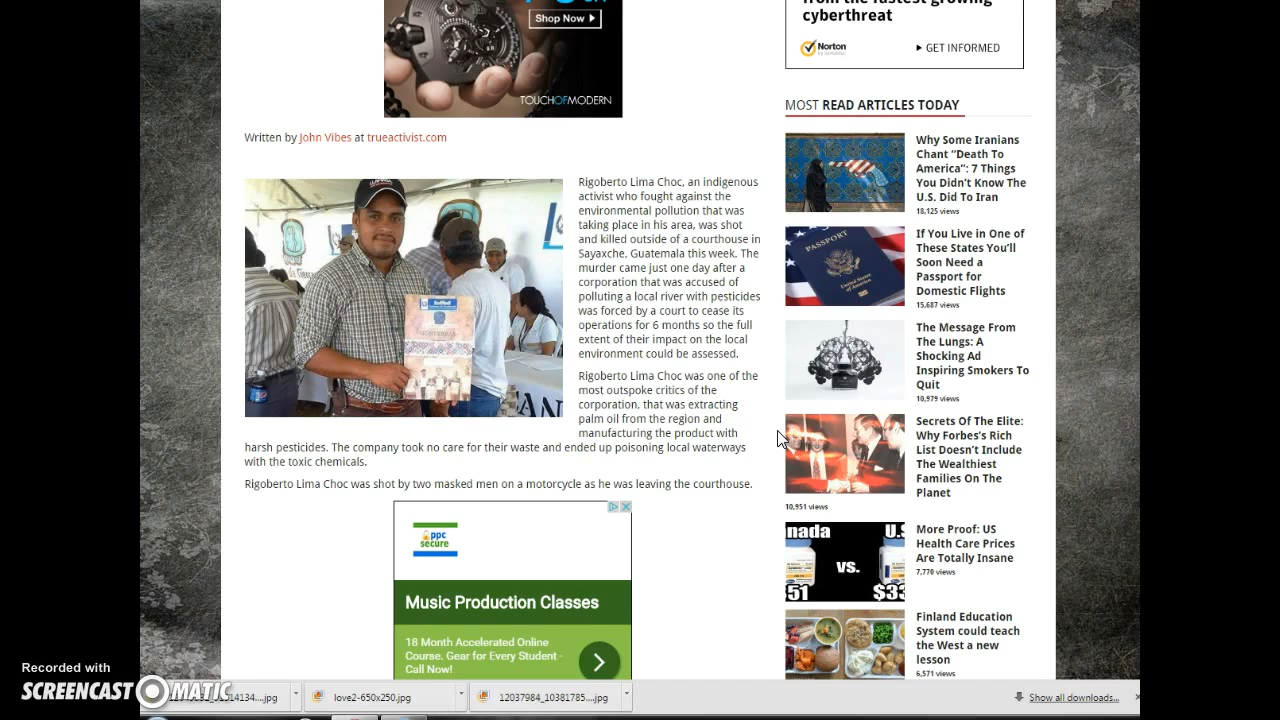 Shop Now
TOUCHOFMODERN
from the fastest growing
cyberthreat
Norton
by Symantec
GET INFORMED
Written by John Vibes at trueactivist.com
MOST READ ARTICLES TODAY
Rigoberto Lima Choc, an indigenous
activist who fought against the
environmental pollution that was
taking place in his area, was shot
and killed outside of a courthouse in
Sayaxche, Guatemala this week. The
murder came just one day after a
corporation that was accused of
polluting a local river with pesticides
was forced by a court to cease its
operations for 6 months so the full
extent of their impact on the local
environment could be assessed.
Rigoberto Lima Choc was one of the
most outspoke critics of the
corporation, that was extracting
palm oil from the region and
manufacturing the product with
harsh pesticides. The company took no care for their waste and ended up poisoning local waterways
with the toxic chemicals.
Rigoberto Lima Choc was shot by two masked men on a motorcycle as he was leaving the courthouse.
ppc
secure
Music Production Classes
18 Month Accelerated Online
Course. Gear for Every Student -
Call Now!
Why Some Iranians
Chant “Death To
America”: 7 Things
You Didn’t Know The
U.S. Did To Iran
18,125 views
PASSPORT
United States
of America
If You Live in One of
These States You’ll
Soon Need a
Passport for
Domestic Flights
15,687 views
The Message From
The Lungs: A
Shocking Ad
Inspiring Smokers To
Quit
10,979 views
Secrets Of The Elite:
Why Forbes’s Rich
List Doesn’t Include
The Wealthiest
Families On The
Planet
10,951 views
nada
U.S
vs.
51
$33
More Proof: US
Health Care Prices
Are Totally Insane
7,770 views
Finland Education
System could teach
the West a new
lesson
6,571 views
Recorded with
SCREENCAST MATIC
4134....jpg
love2-650x250.jpg
12037984_10381785....jpg
Show all downloads...